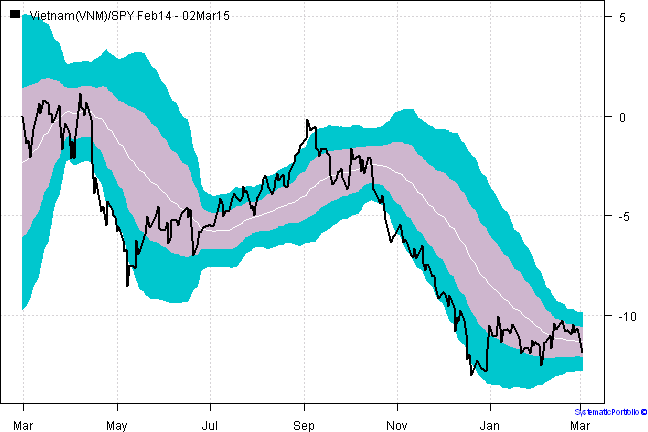 Vietnam(VNM)/SPY Feb14 - 02Mar15
5
0
-5
-10
Mar May Jul Sep Nov Jan Mar
SystematicPortfolio ©